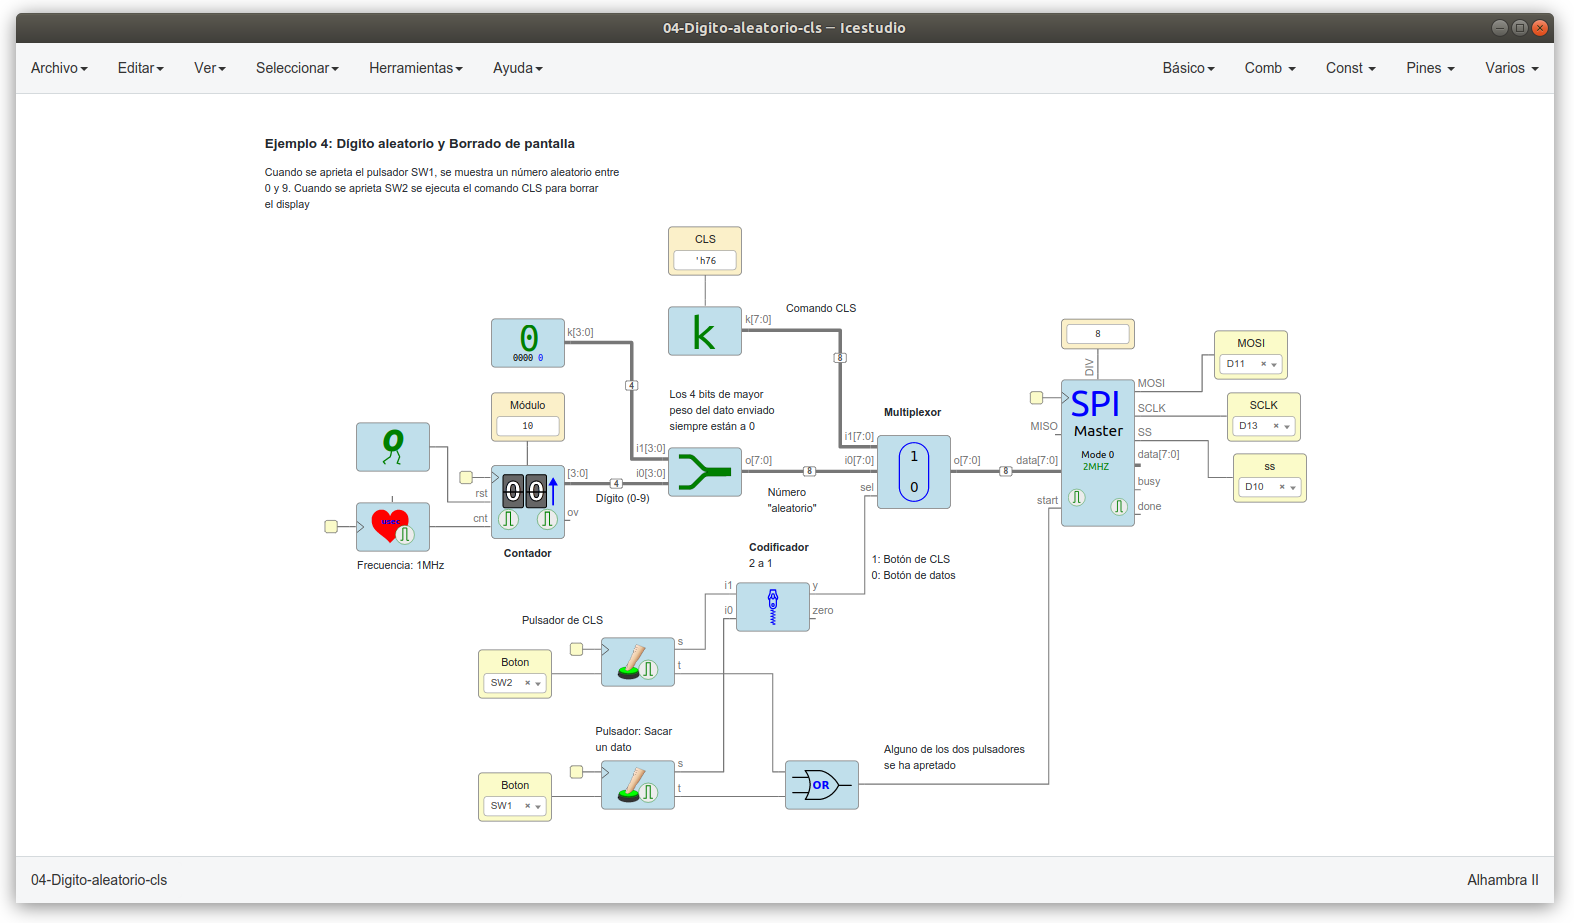 04-Digito-aleatorio-cls — Icestudio
Archivo Editar Ver Seleccionar Herramientas Ayuda Básico Comb Const Pines Varios
Ejemplo 4: Dígito aleatorio y Borrado de pantalla
Cuando se aprieta el pulsador SW1, se muestra un número aleatorio entre
0 y 9. Cuando se aprieta SW2 se ejecuta el comando CLS para borrar
el display
CLS
'h76
k
k[7:0]
Comando CLS
8
0
0000 0
k[3:0]
4
Módulo
10
Los 4 bits de mayor
peso del dato enviado
siempre están a 0
0
usec
Frecuencia: 1MHz
00
rst
cnt
[3:0]
ov
Contador
4
Dígito (0-9)
i1[3:0]
i0[3:0]
o[7:0]
8
Número
"aleatorio"
Multiplexor
i1[7:0]
i0[7:0]
sel
1
0
o[7:0]
8
1: Botón de CLS
0: Botón de datos
8
DIV
SPI
Master
Mode 0
2MHZ
MISO
data[7:0]
start
MOSI
SCLK
SS
data[7:0]
busy
done
MOSI
D11
SCLK
D13
ss
D10
Codificador
2 a 1
i1
i0
y
zero
Pulsador de CLS
Boton
SW2
s
t
Pulsador: Sacar
un dato
Boton
SW1
s
t
OR
Alguno de los dos pulsadores
se ha apretado
04-Digito-aleatorio-cls
Alhambra II